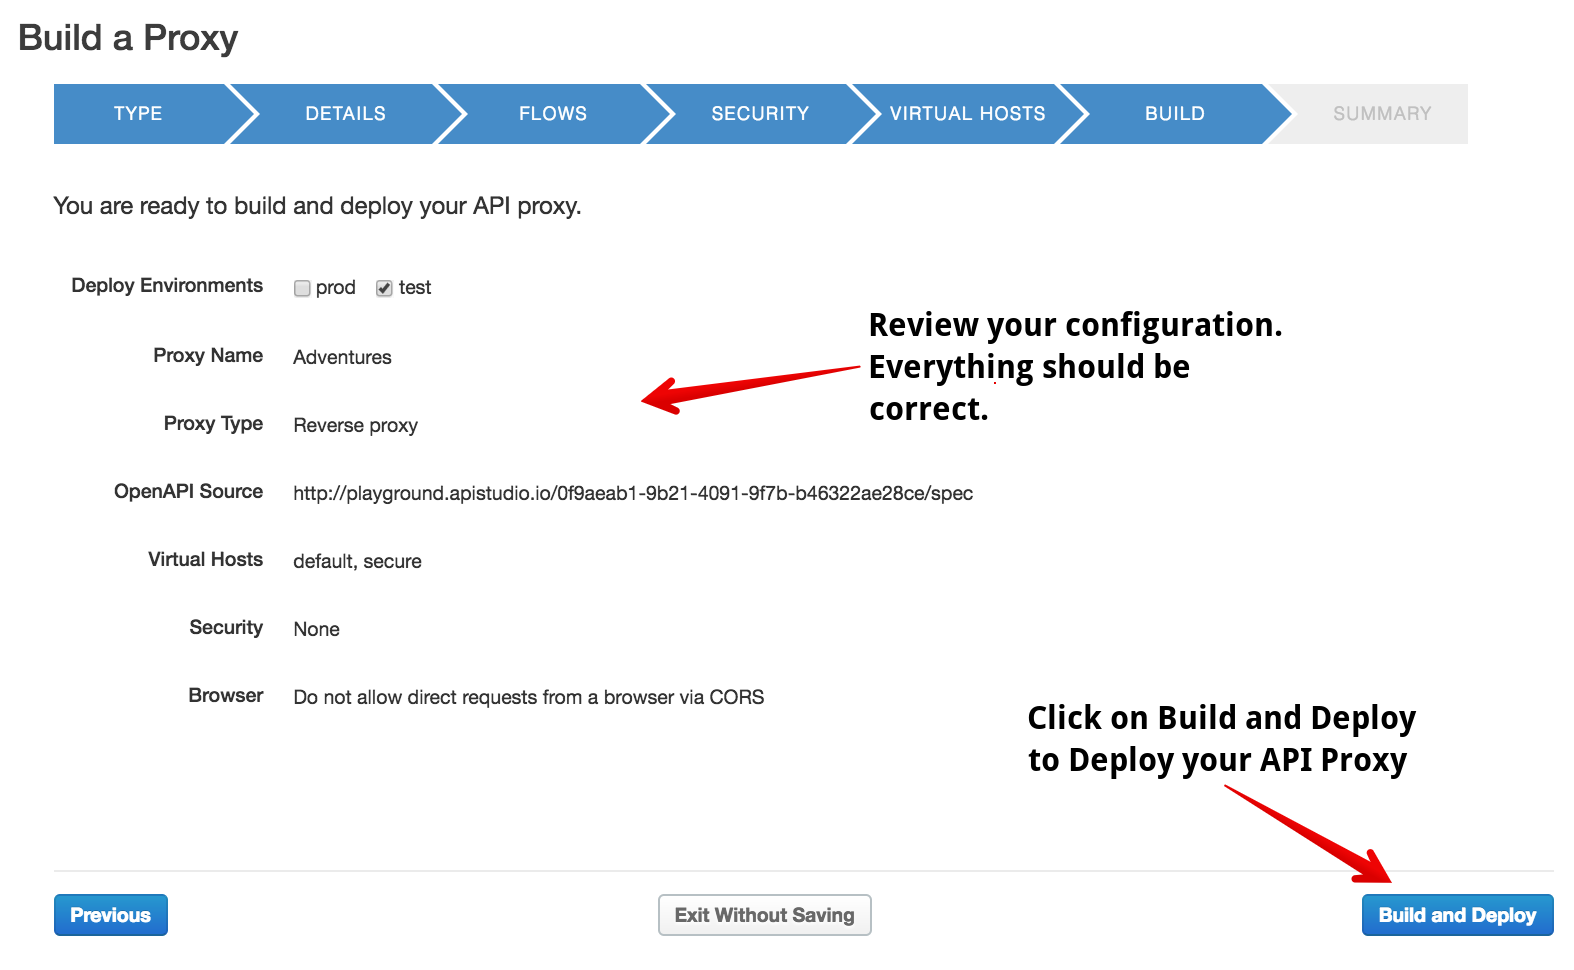 Build a Proxy
TYPE DETAILS FLOWS SECURITY VIRTUAL HOSTS BUILD SUMMARY
You are ready to build and deploy your API proxy.
Deploy Environments prod test
Proxy Name Adventures
Proxy Type Reverse proxy
OpenAPI Source http://playground.apistudio.io/0f9aeab1-9b21-4091-9f7b-b46322ae28ce/spec
Virtual Hosts default, secure
Security None
Browser Do not allow direct requests from a browser via CORS
Review your configuration.
Everything should be
correct.
Click on Build and Deploy
to Deploy your API Proxy
Previous Exit Without Saving Build and Deploy